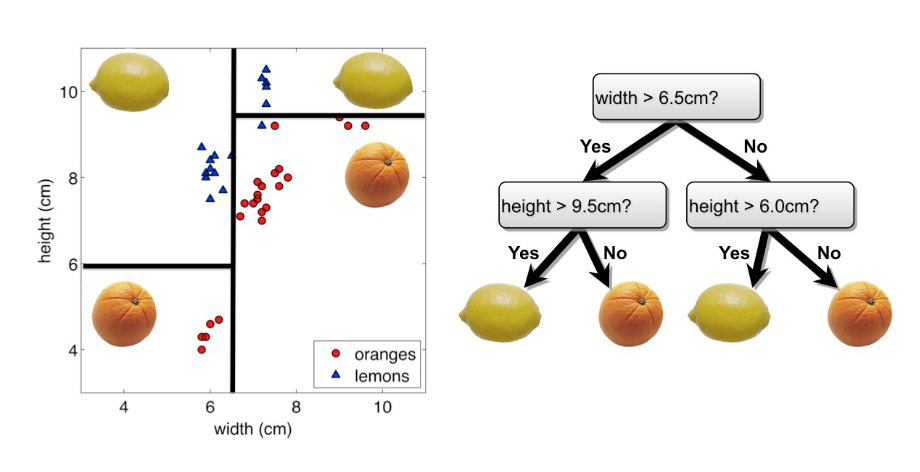 10
8
6
4
height (cm)
4
6
8
10
width (cm)
oranges
lemons
width > 6.5cm?
Yes
No
height > 9.5cm?
height > 6.0cm?
Yes
No
Yes
No